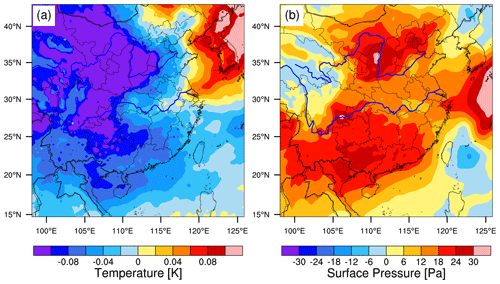 (a)
(b)
40°N
35°N
30°N
25°N
20°N
15°N
100°E 105°E 110°E 115°E 120°E 125°E
40°N
35°N
30°N
25°N
20°N
15°N
100°E 105°E 110°E 115°E 120°E 125°E
-0.08 -0.04 0 0.04 0.08
Temperature [K]
-30 -24 -18 -12 -6 0 6 12 18 24 30
Surface Pressure [Pa]